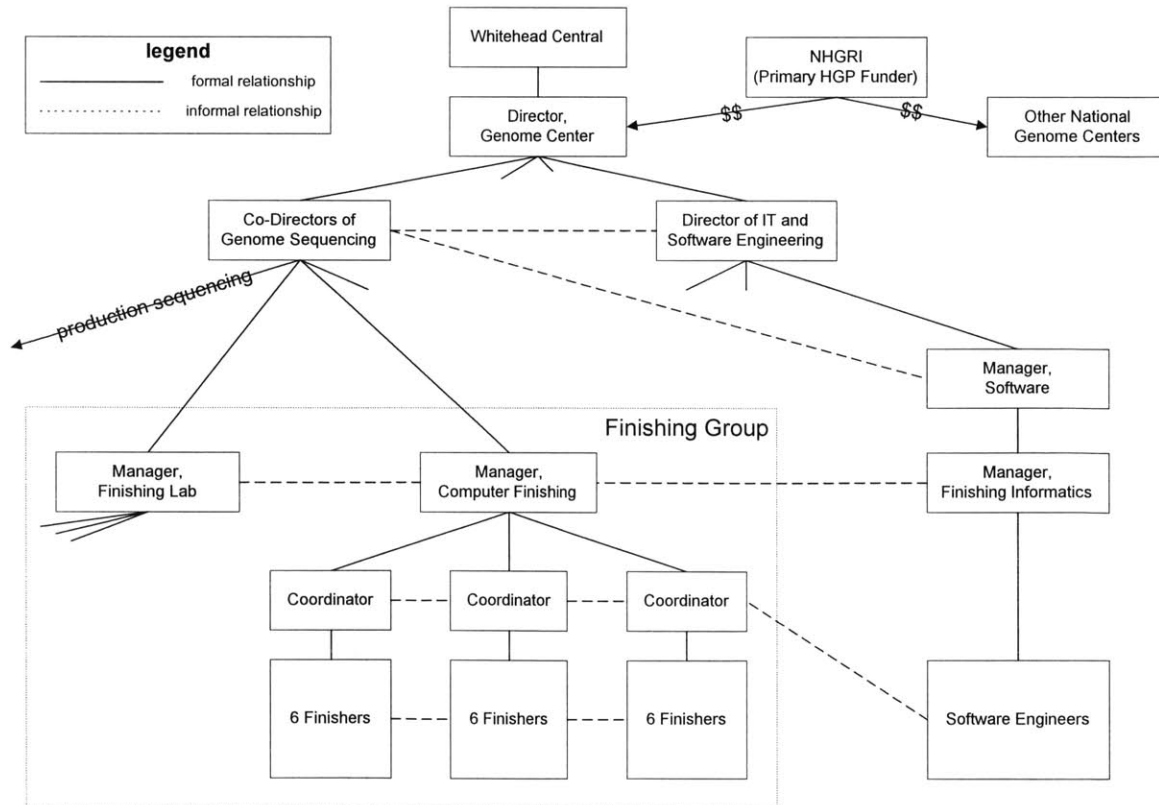 legend
formal relationship
informal relationship
Whitehead Central
NHGRI
(Primary HGP Funder)
Director,
Genome Center
$$
$$
Other National
Genome Centers
Co-Directors of
Genome Sequencing
Director of IT and
Software Engineering
production sequencing
Manager,
Software
Finishing Group
Manager,
Finishing Lab
Manager,
Computer Finishing
Manager,
Finishing Informatics
Coordinator
Coordinator
Coordinator
6 Finishers
6 Finishers
6 Finishers
Software Engineers